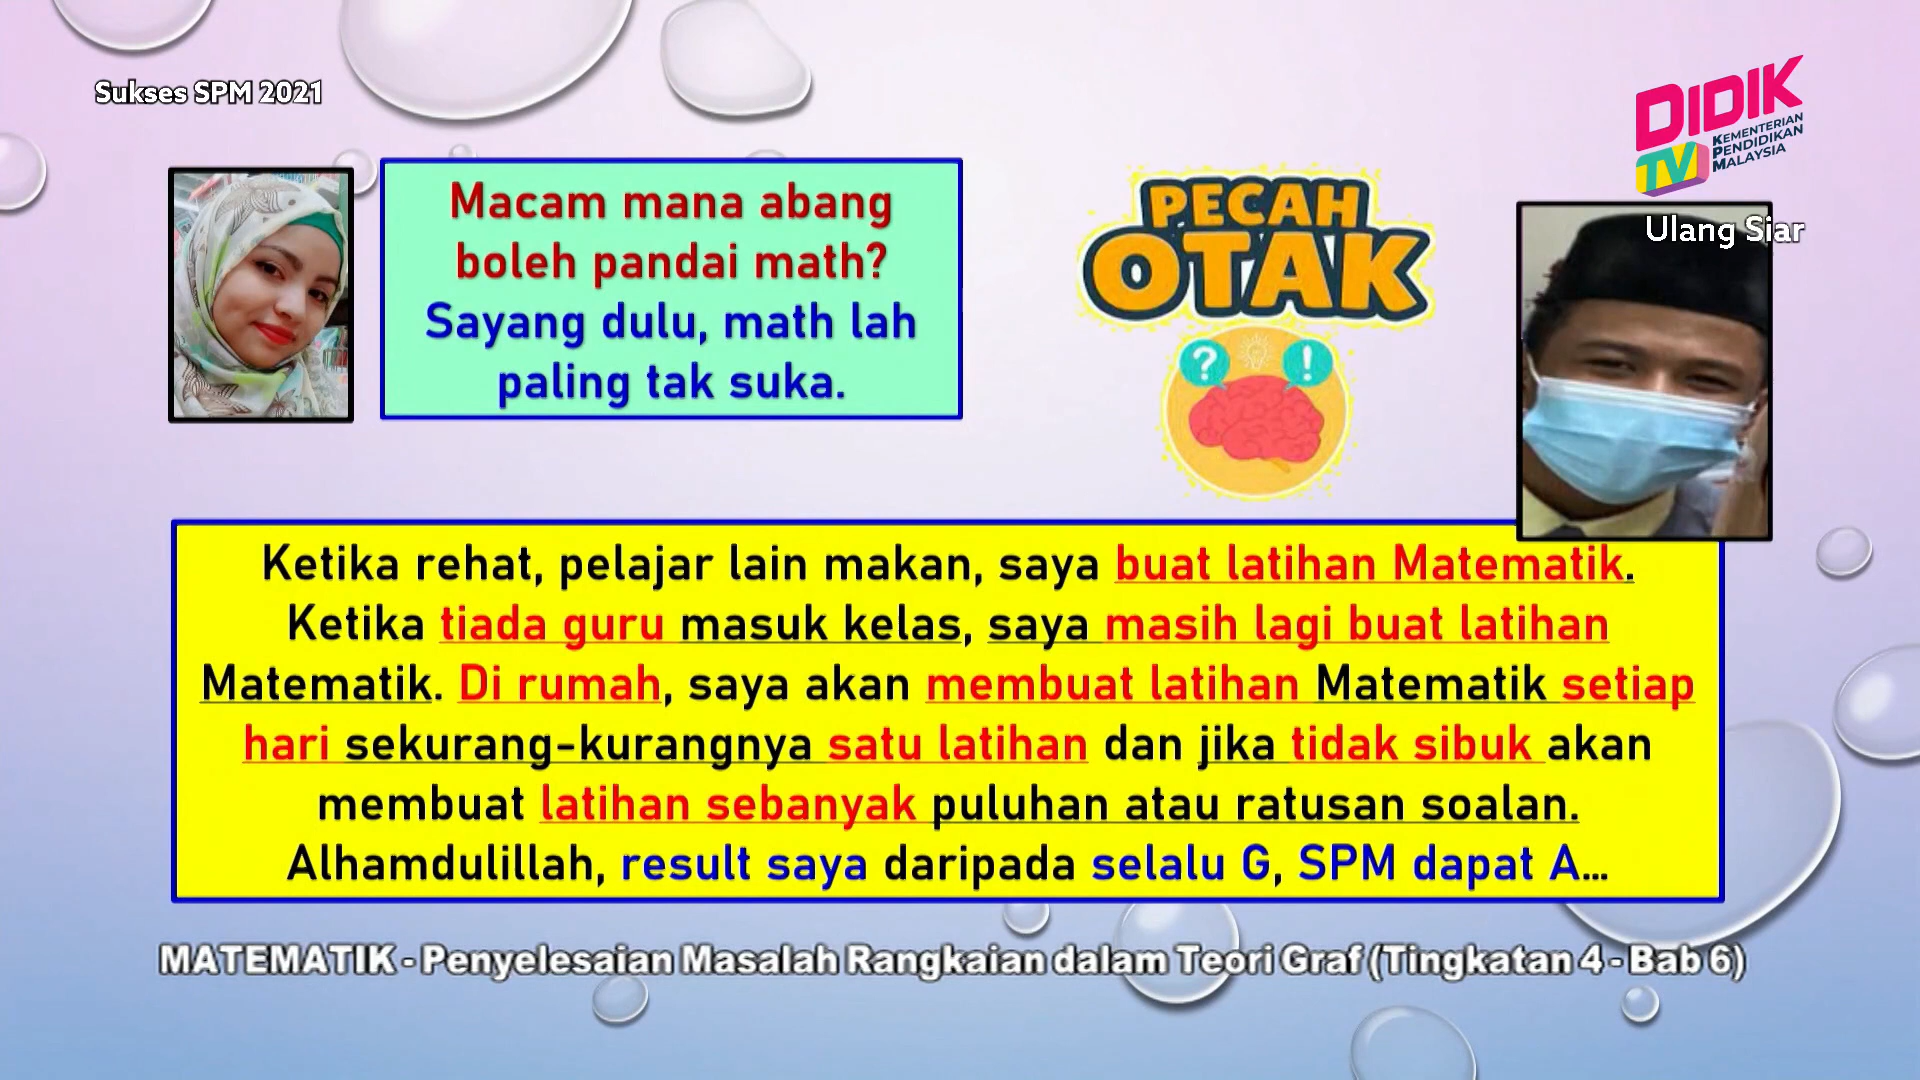 Sukses SPM 2021
DIDIK
TV
KEMENTERIAN
PENDIDIKAN
MALAYSIA
Ulang Siar
Macam mana abang
boleh pandai math?
Sayang dulu, math lah
paling tak suka.
PECAH
OTAK
? !
Ketika rehat, pelajar lain makan, saya buat latihan Matematik.
Ketika tiada guru masuk kelas, saya masih lagi buat latihan
Matematik. Di rumah, saya akan membuat latihan Matematik setiap
hari sekurang-kurangnya satu latihan dan jika tidak sibuk akan
membuat latihan sebanyak puluhan atau ratusan soalan.
Alhamdulillah, result saya daripada selalu G, SPM dapat A...
MATEMATIK - Penyelesaian Masalah Rangkaian dalam Teori Graf (Tingkatan 4 - Bab 6)